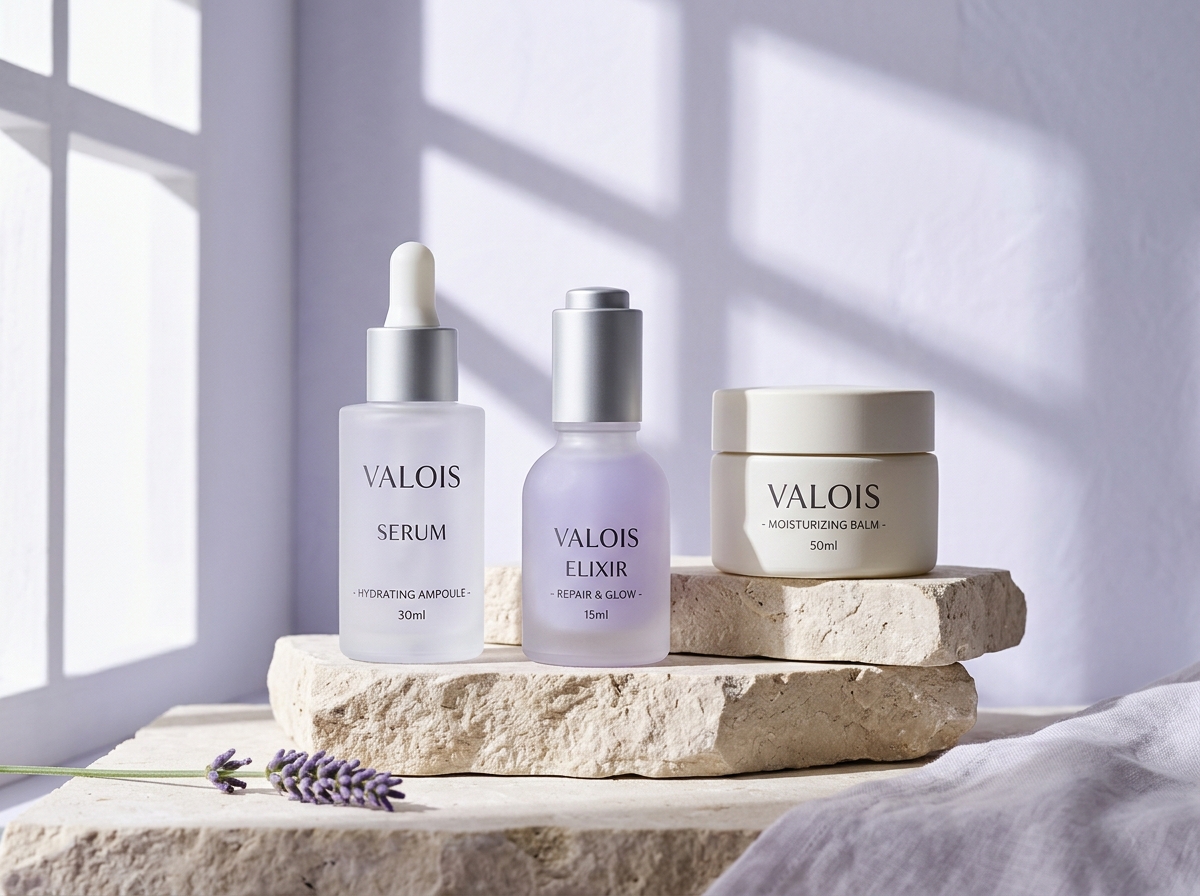 VALOIS
SERUM
- HYDRATING AMPOULE -
30ml
VALOIS
ELIXIR
- REPAIR & GLOW -
15ml
VALOIS
- MOISTURIZING BALM -
50ml